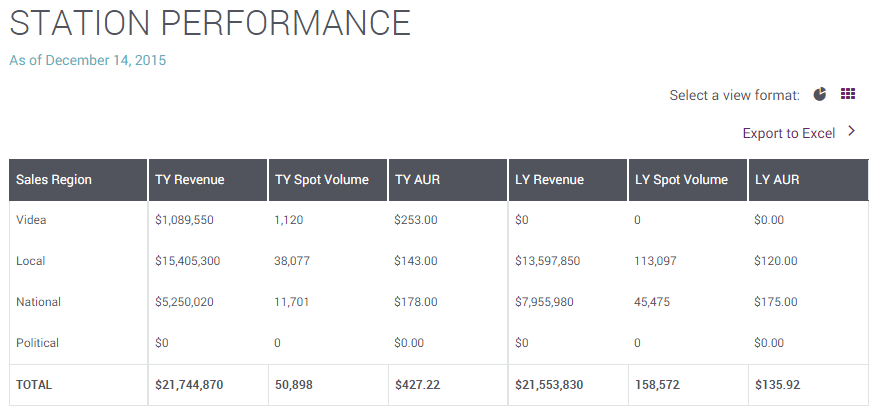 STATION PERFORMANCE
As of December 14, 2015
Select a view format:
Export to Excel
Sales Region TY Revenue TY Spot Volume TY AUR LY Revenue LY Spot Volume LY AUR
Videa $1,089,550 1,120 $253.00 $0 0 $0.00
Local $15,405,300 38,077 $143.00 $13,597,850 113,097 $120.00
National $5,250,020 11,701 $178.00 $7,955,980 45,475 $175.00
Political $0 0 $0.00 $0 0 $0.00
TOTAL $21,744,870 50,898 $427.22 $21,553,830 158,572 $135.92